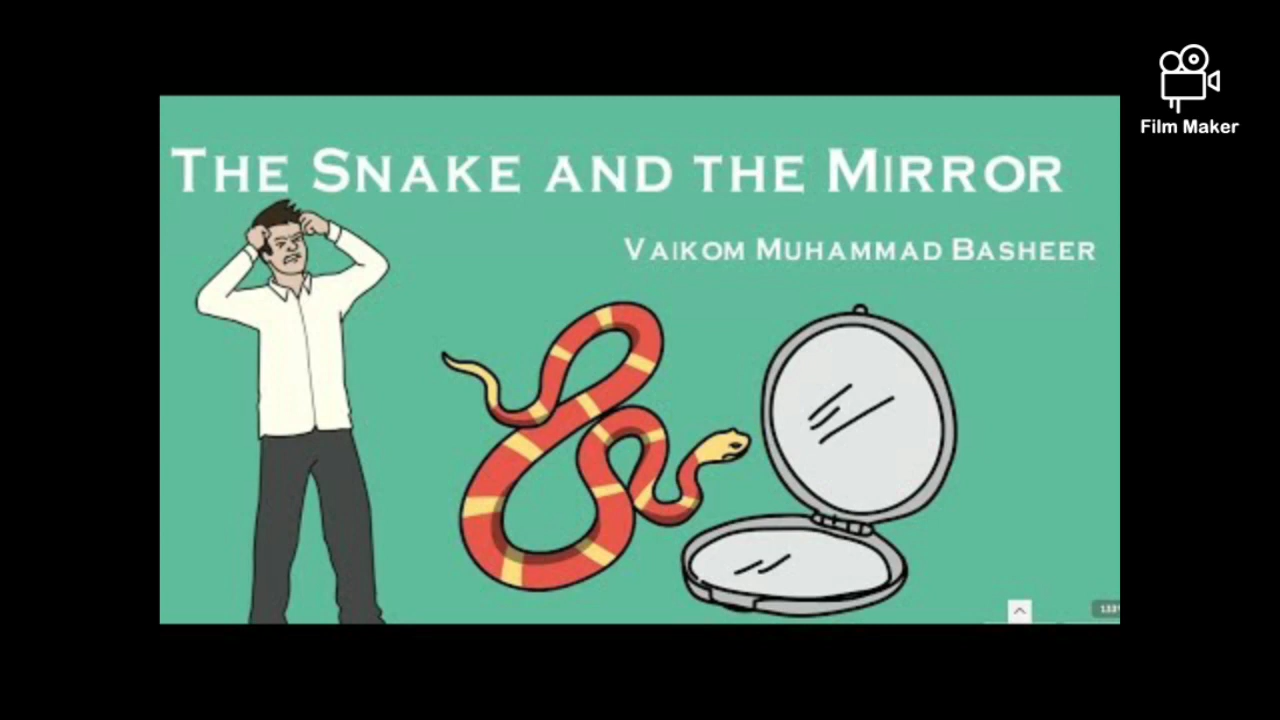 THE SNAKE AND THE MIRROR
VAIKOM MUHAMMAD BASHEER
Film Maker